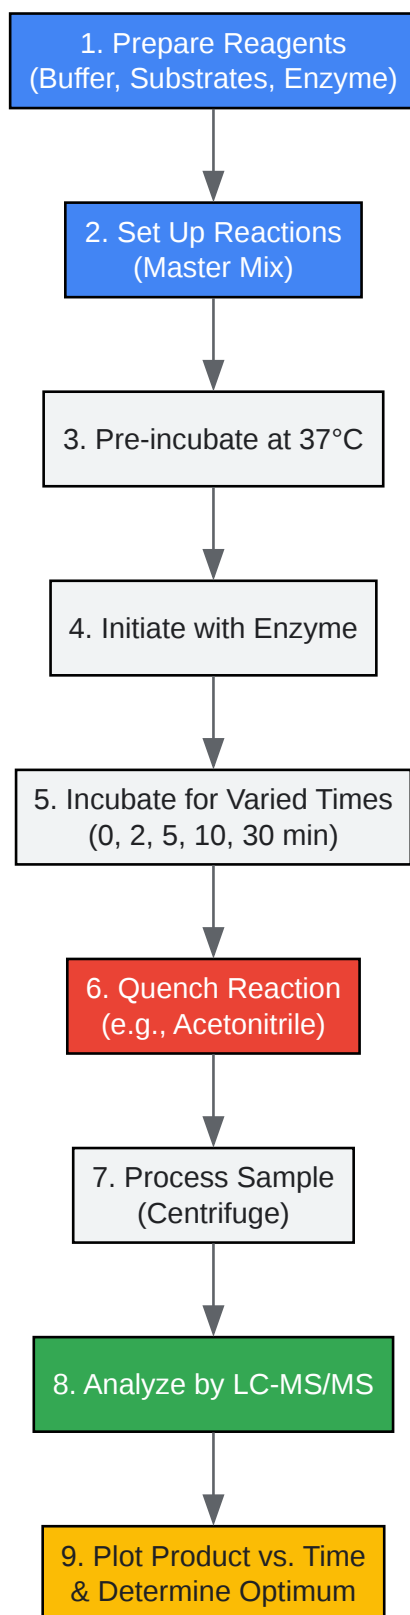 1. Prepare Reagents
(Buffer, Substrates, Enzyme)
2. Set Up Reactions
(Master Mix)
3. Pre-incubate at 37°C
4. Initiate with Enzyme
5. Incubate for Varied Times
(0, 2, 5, 10, 30 min)
6. Quench Reaction
(e.g., Acetonitrile)
7. Process Sample
(Centrifuge)
8. Analyze by LC-MS/MS
9. Plot Product vs. Time
& Determine Optimum